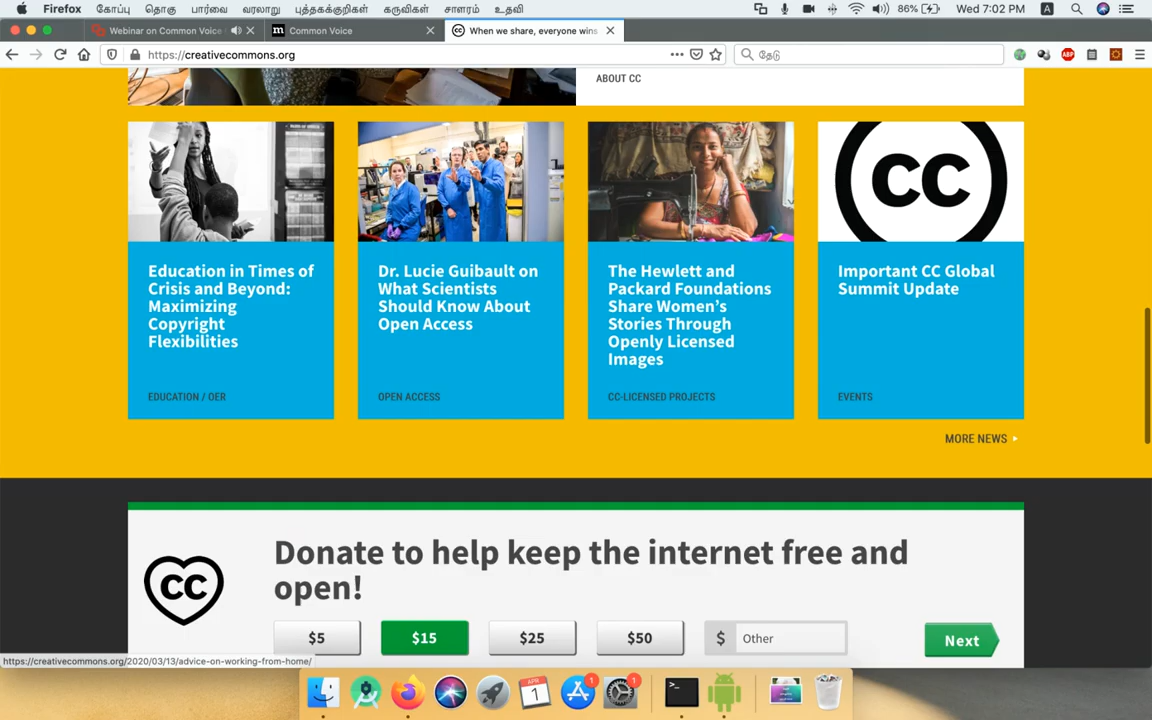 Firefox கோப்பு தொகு பார்வை வரலாறு புத்தகக்குறிகள் கருவிகள் சாளரம் உதவி 86% Wed 7:02 PM A
Webinar on Common Voice Common Voice When we share, everyone wins
https://creativecommons.org தேடு ABP
ABOUT CC
CC
Education in Times of
Crisis and Beyond:
Maximizing
Copyright
Flexibilities
EDUCATION / OER
Dr. Lucie Guibault on
What Scientists
Should Know About
Open Access
OPEN ACCESS
The Hewlett and
Packard Foundations
Share Women's
Stories Through
Openly Licensed
Images
CC-LICENSED PROJECTS
Important CC Global
Summit Update
EVENTS
MORE NEWS
CC
Donate to help keep the internet free and
open!
$5 $15 $25 $50 $ Other Next
https://creativecommons.org/2020/03/13/advice-on-working-from-home/
APR
1
1
1